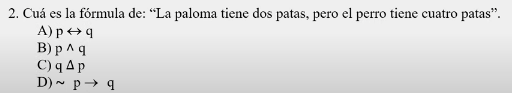 2. Cuá es la fórmula de: “La paloma tiene dos patas, pero el perro tiene cuatro patas”.
A) p ↔ q
B) p ∧ q
C) q Δ p
D) ~ p → q